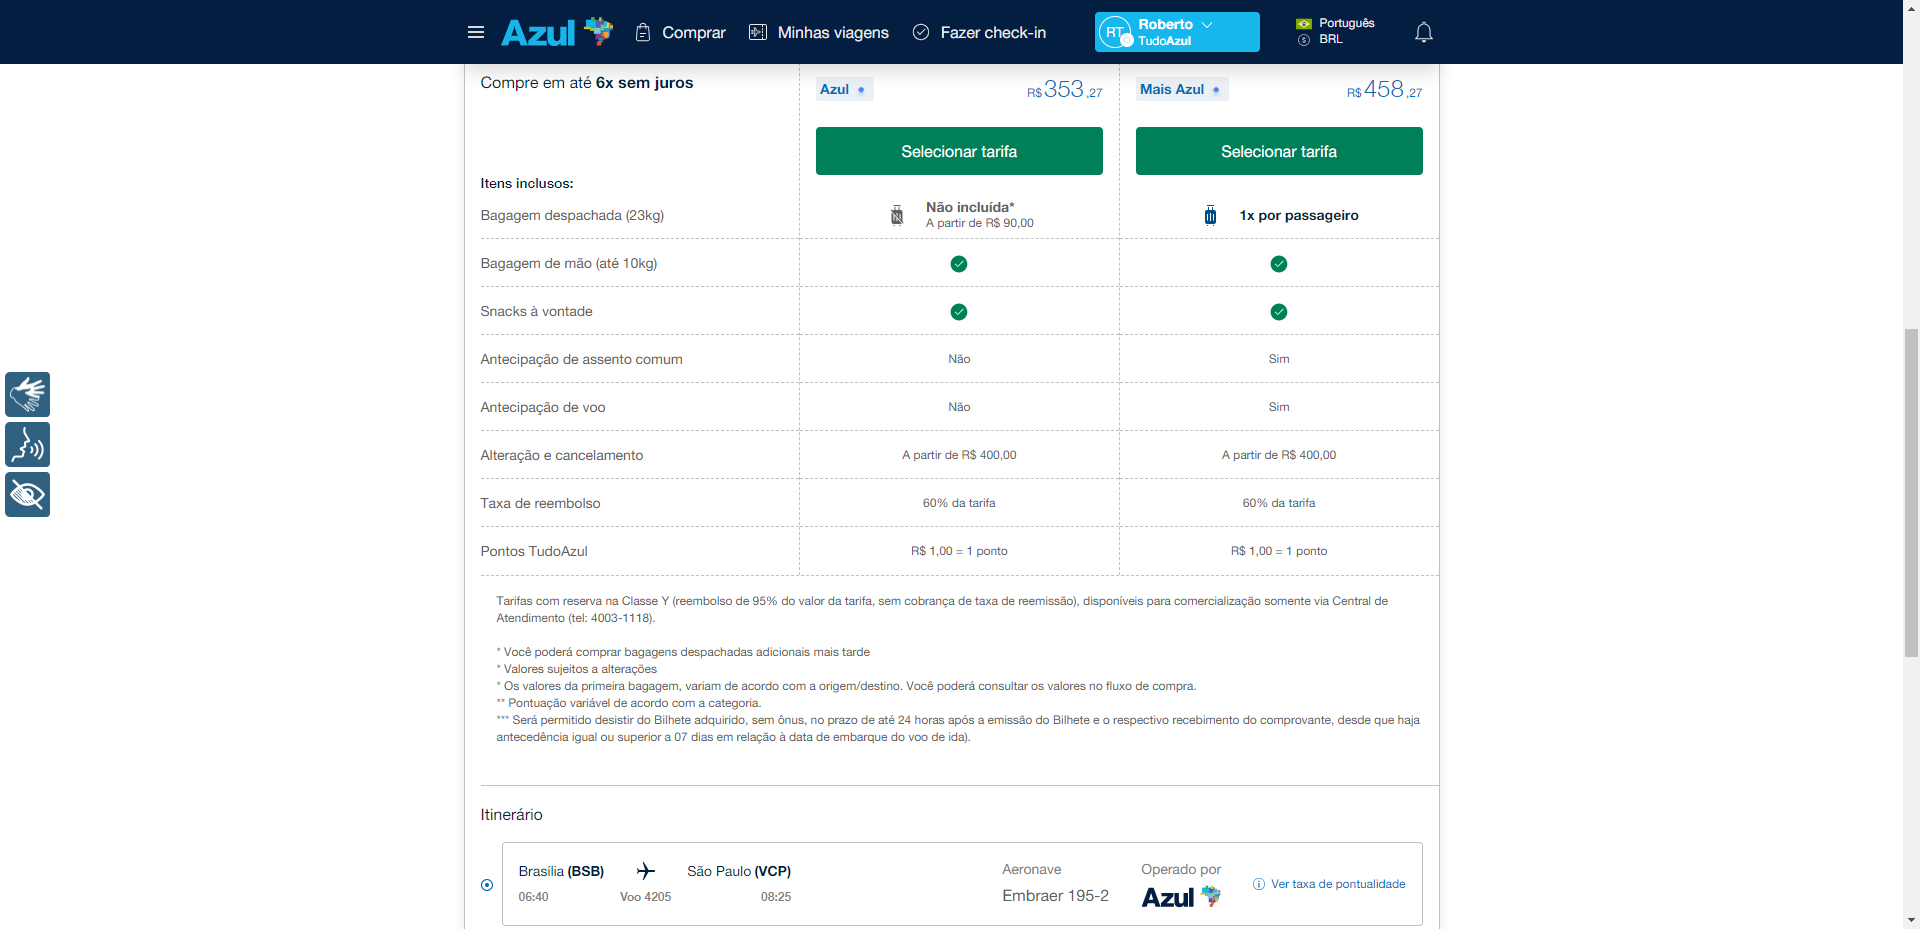 Azul
Comprar
Minhas viagens
Fazer check-in
RT
Roberto
TudoAzul
Português
BRL
Compre em até 6x sem juros
Azul
R$ 353,27
Mais Azul
R$ 458,27
Selecionar tarifa
Selecionar tarifa
Itens inclusos:
Bagagem despachada (23kg)
Não incluída*
A partir de R$ 90,00
1x por passageiro
Bagagem de mão (até 10kg)
Snacks à vontade
Antecipação de assento comum
Não
Sim
Antecipação de voo
Não
Sim
Alteração e cancelamento
A partir de R$ 400,00
A partir de R$ 400,00
Taxa de reembolso
60% da tarifa
60% da tarifa
Pontos TudoAzul
R$ 1,00 = 1 ponto
R$ 1,00 = 1 ponto
Tarifas com reserva na Classe Y (reembolso de 95% do valor da tarifa, sem cobrança de taxa de reemissão), disponíveis para comercialização somente via Central de
Atendimento (tel: 4003-1118).
* Você poderá comprar bagagens despachadas adicionais mais tarde
* Valores sujeitos a alterações
* Os valores da primeira bagagem, variam de acordo com a origem/destino. Você poderá consultar os valores no fluxo de compra.
** Pontuação variável de acordo com a categoria.
*** Será permitido desistir do Bilhete adquirido, sem ônus, no prazo de até 24 horas após a emissão do Bilhete e o respectivo recebimento do comprovante, desde que haja
antecedência igual ou superior a 07 dias em relação à data de embarque do voo de ida).
Itinerário
Brasília (BSB)
São Paulo (VCP)
06:40
Voo 4205
08:25
Aeronave
Embraer 195-2
Operado por
Azul
Ver taxa de pontualidade